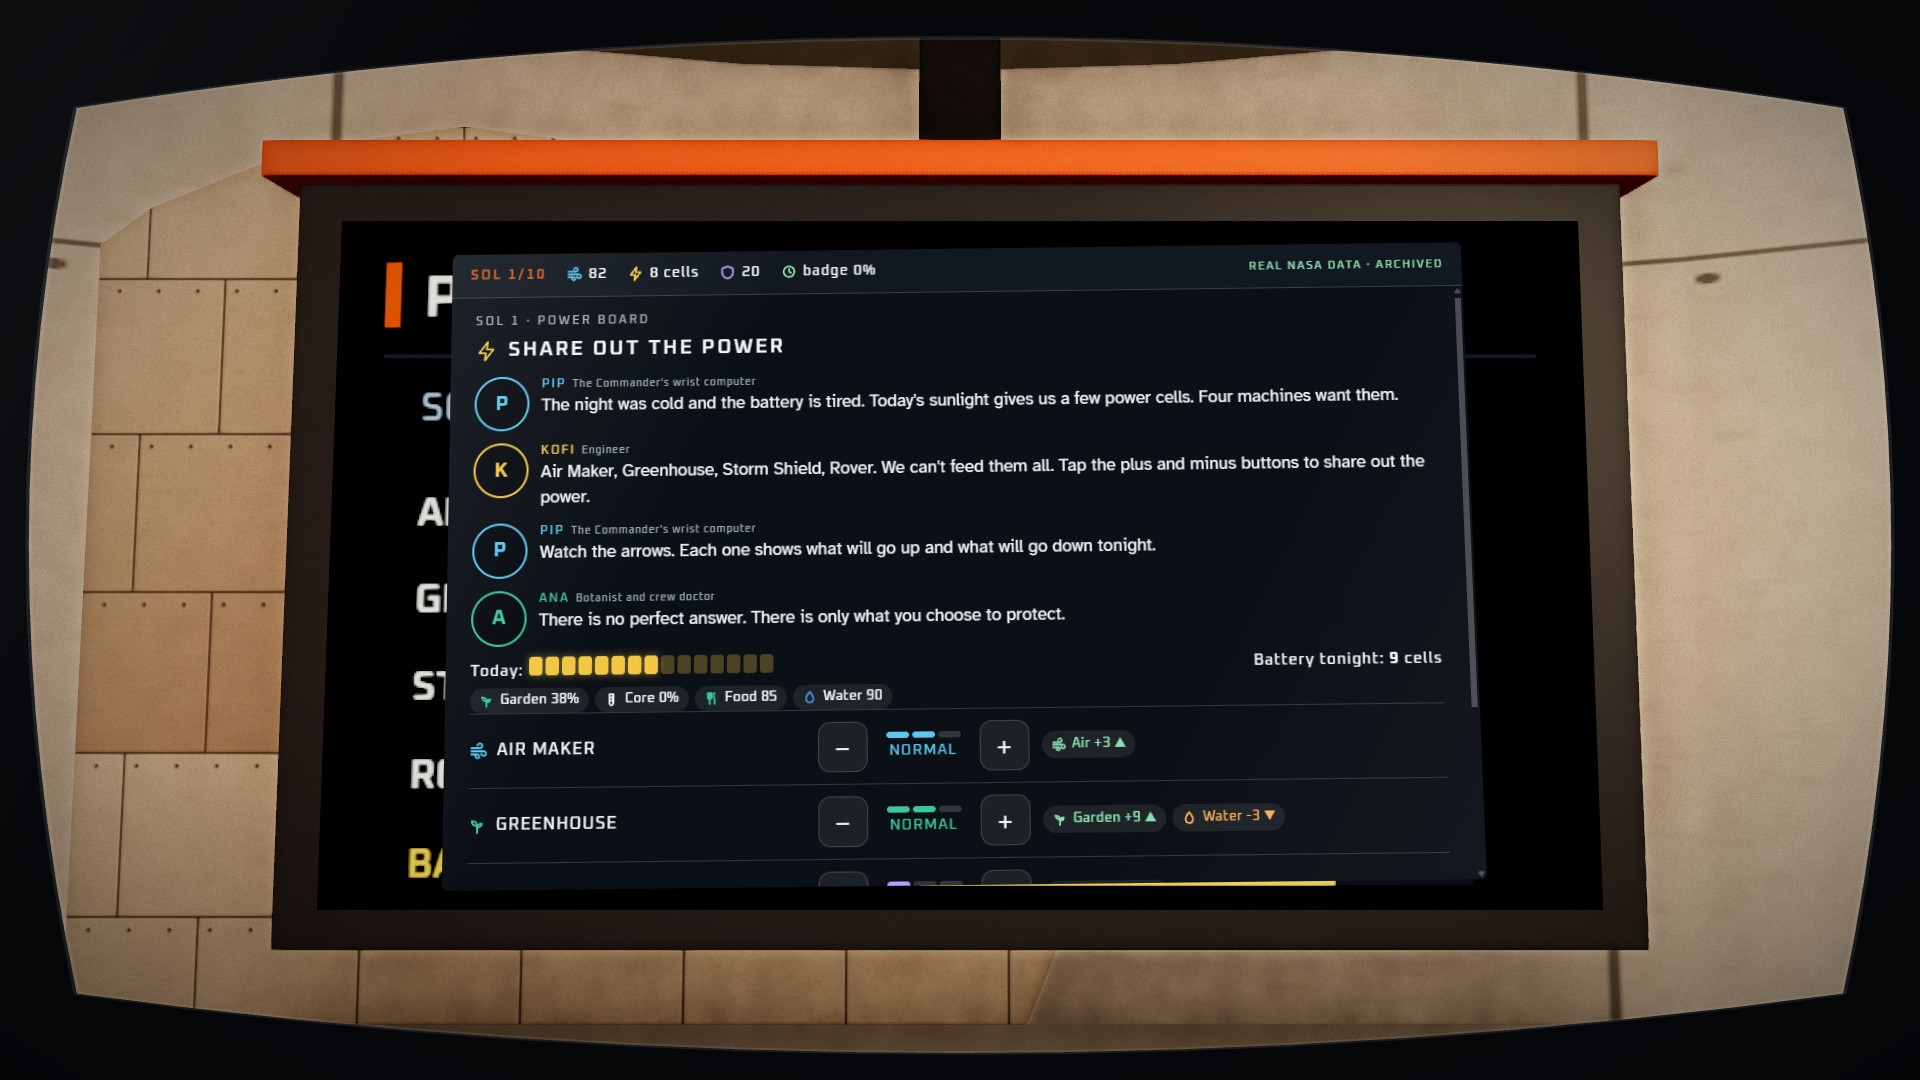 SOL 1/10 82 8 cells 20 badge 0% REAL NASA DATA · ARCHIVED
SOL 1 · POWER BOARD
SHARE OUT THE POWER
P
PIP The Commander's wrist computer
The night was cold and the battery is tired. Today's sunlight gives us a few power cells. Four machines want them.
K
KOFI Engineer
Air Maker, Greenhouse, Storm Shield, Rover. We can't feed them all. Tap the plus and minus buttons to share out the
power.
P
PIP The Commander's wrist computer
Watch the arrows. Each one shows what will go up and what will go down tonight.
A
ANA Botanist and crew doctor
There is no perfect answer. There is only what you choose to protect.
Today: Battery tonight: 9 cells
Garden 38% Core 0% Food 85 Water 90
AIR MAKER − NORMAL + Air +3 ▲
GREENHOUSE − NORMAL + Garden +9 ▲ Water -3 ▼